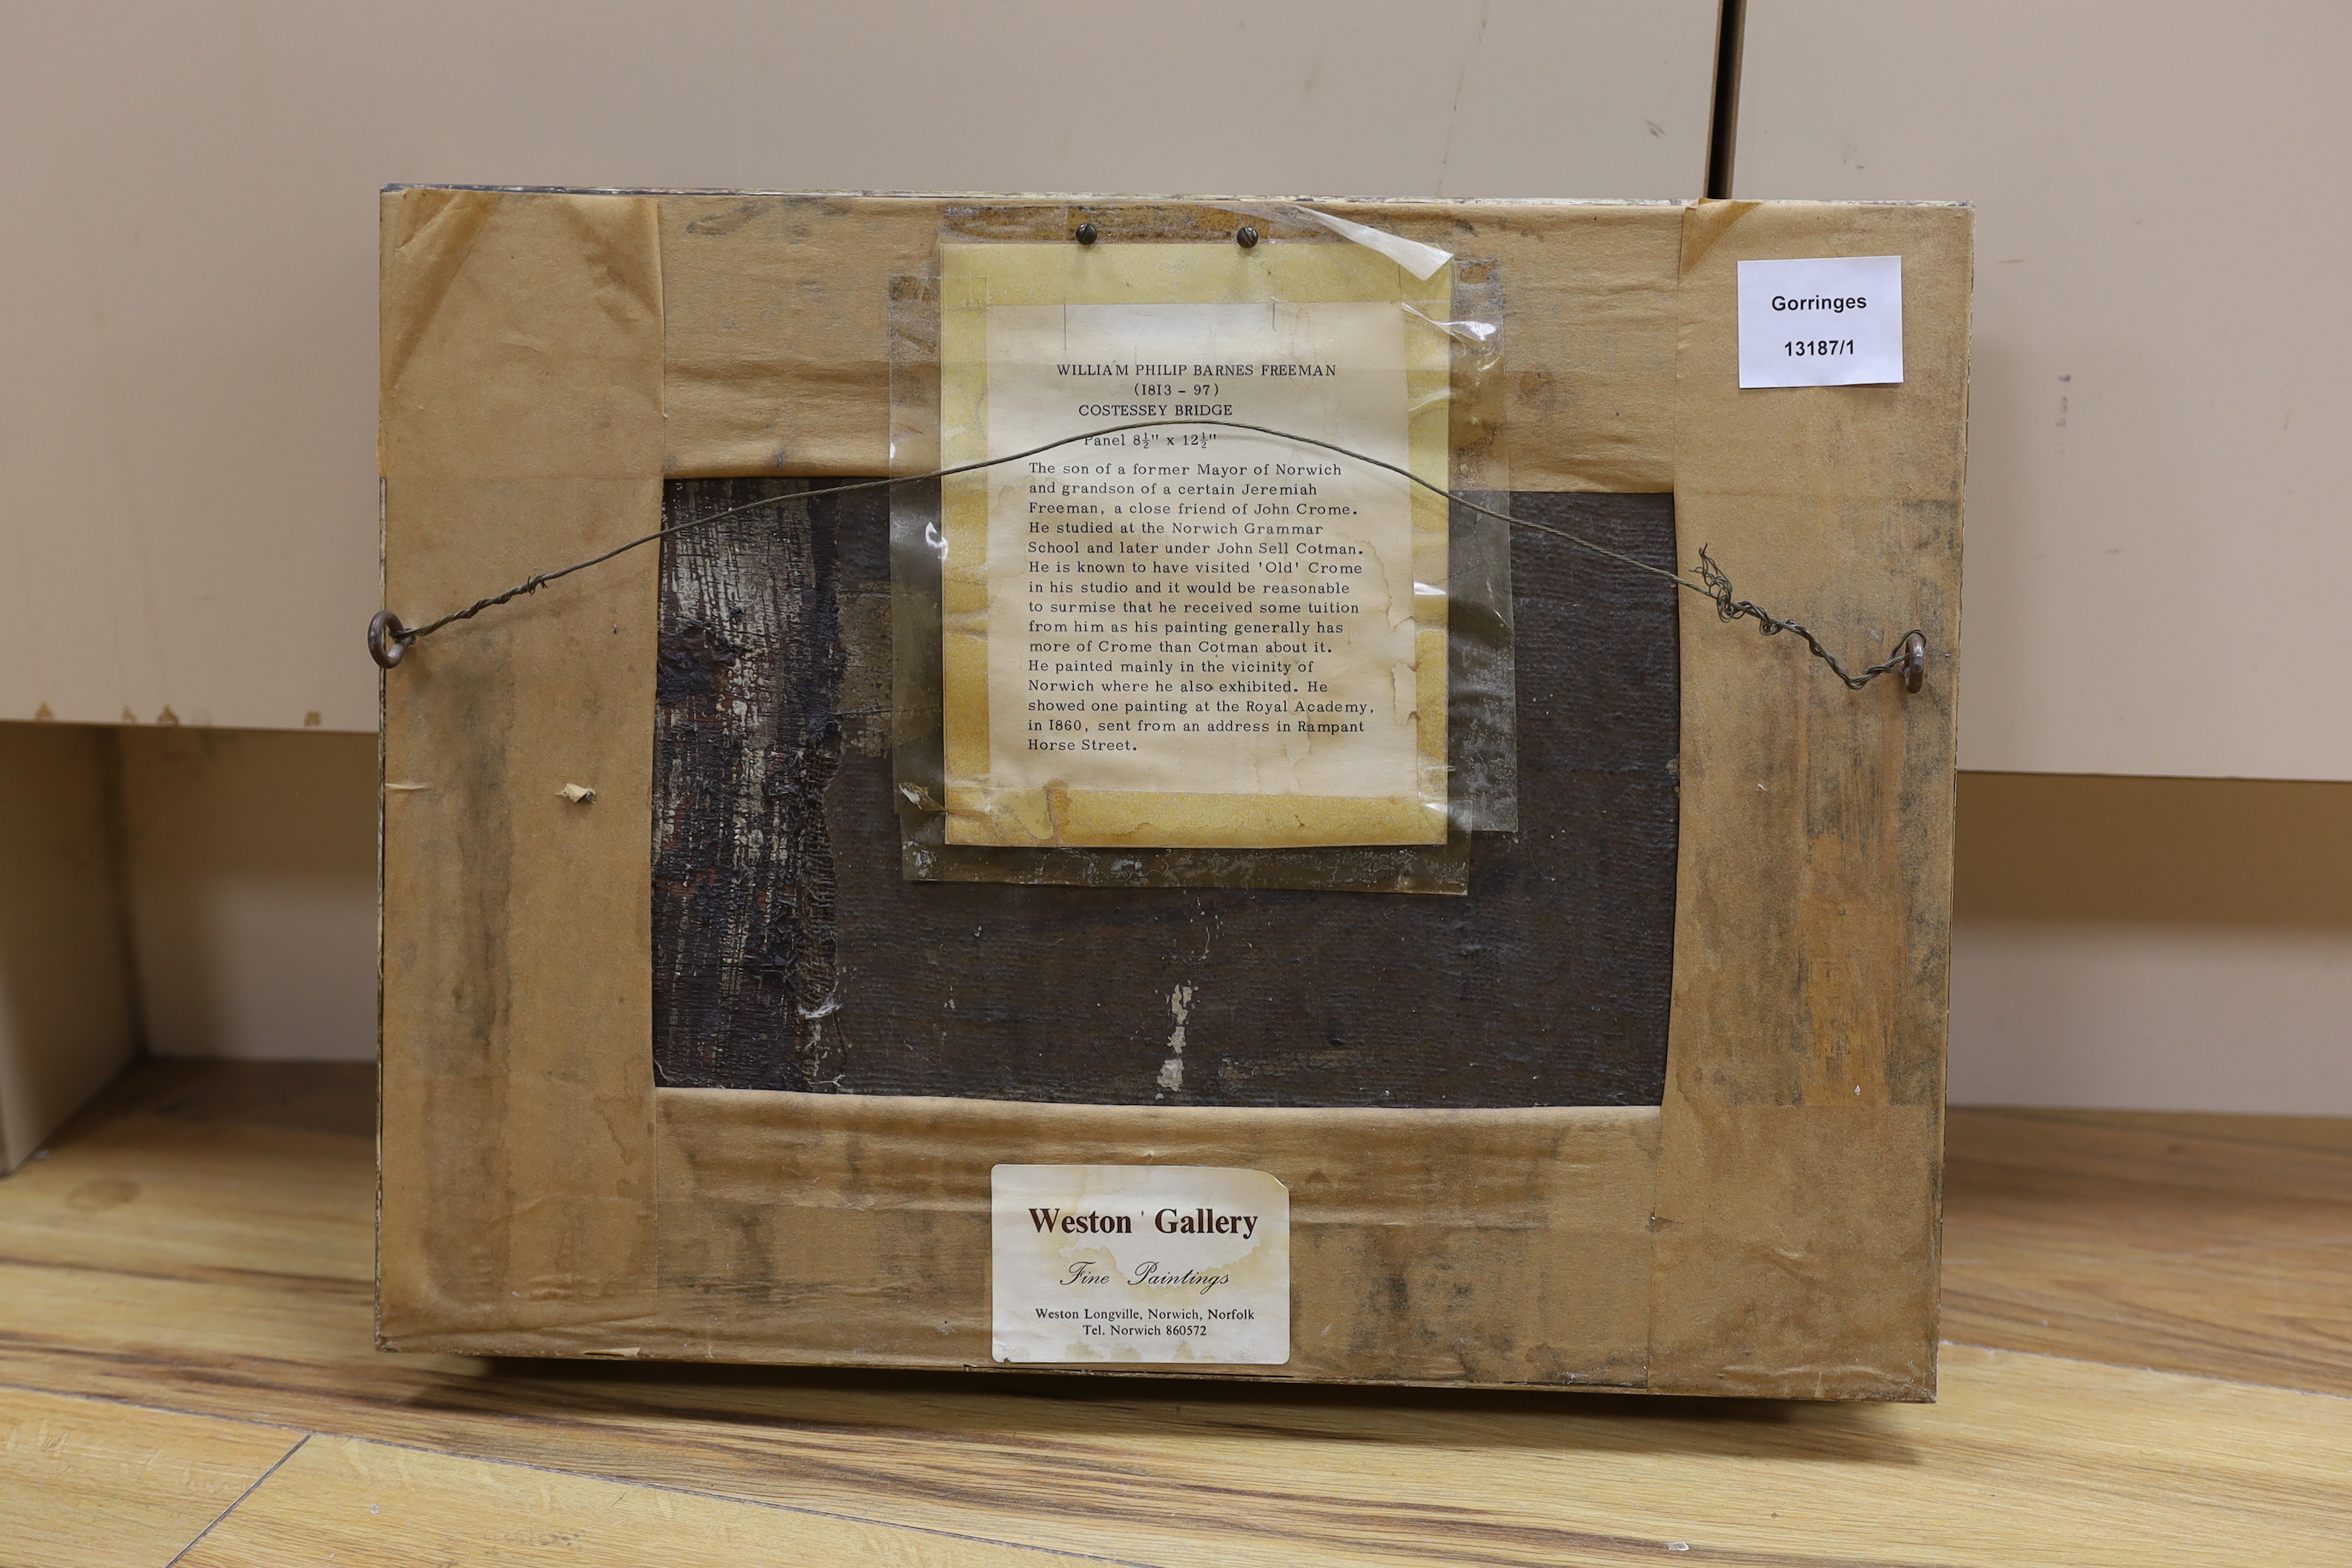 WILLIAM PHILIP BARNES FREEMAN
(I8I3 - 97)
COSTESSEY BRIDGE
Panel 8½" x 12½"
The son of a former Mayor of Norwich
and grandson of a certain Jeremiah
Freeman, a close friend of John Crome.
He studied at the Norwich Grammar
School and later under John Sell Cotman.
He is known to have visited 'Old' Crome
in his studio and it would be reasonable
to surmise that he received some tuition
from him as his painting generally has
more of Crome than Cotman about it.
He painted mainly in the vicinity of
Norwich where he also exhibited. He
showed one painting at the Royal Academy,
in I860, sent from an address in Rampant
Horse Street.
Gorringes
13187/1
Weston Gallery
Fine Paintings
Weston Longville, Norwich, Norfolk
Tel. Norwich 860572